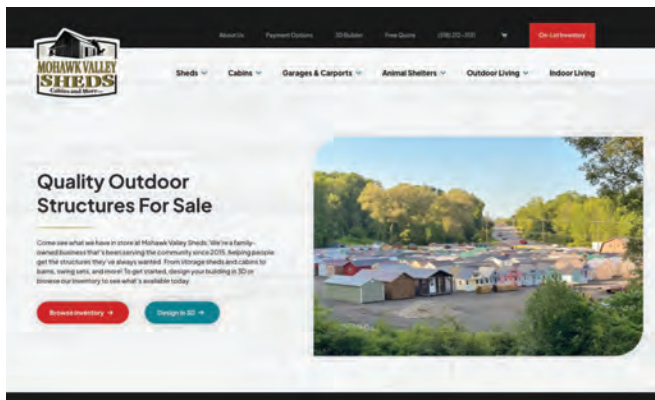 About Us Payment Options 3D Builder Free Quote On-Lot Inventory
MOHAWK VALLEY
SHEDS
Cabins and More
Sheds Cabins Garages & Carports Animal Shelters Outdoor Living Indoor Living
Quality Outdoor
Structures For Sale
Come see what we have in store at Mohawk Valley Sheds. We're a family-
owned business that's been serving the community since 2015, helping people
get the structures they've always wanted. From storage sheds and cabins to
barns, swing sets, and more! To get started, design your building in 3D or
browse our inventory to see what's available today.
Browse Inventory →
Design in 3D →